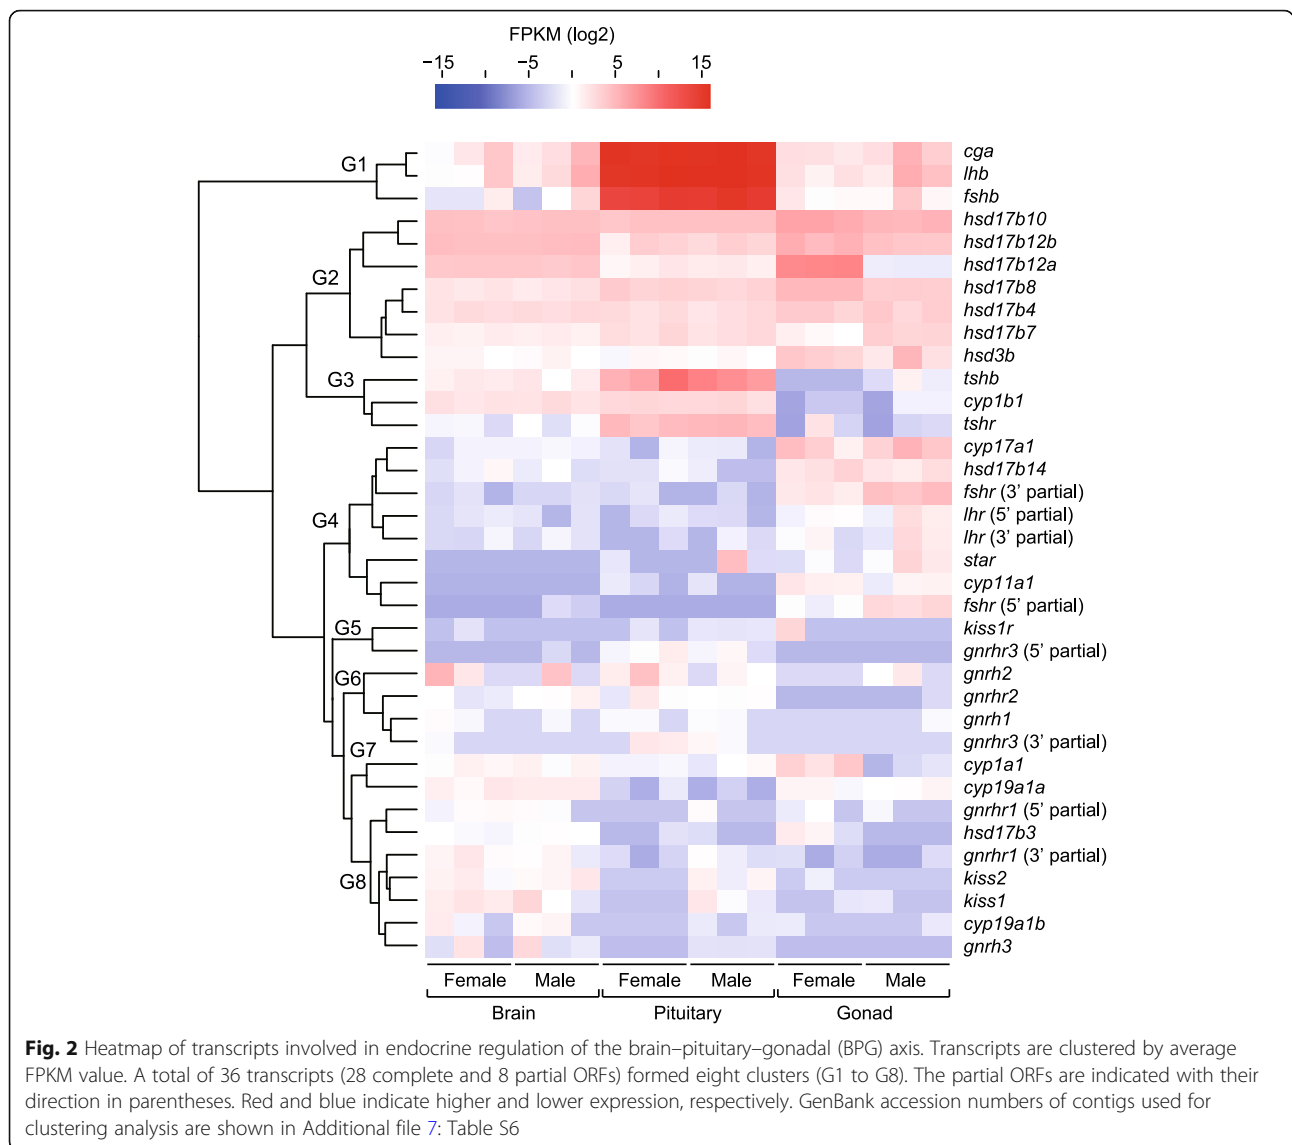 FPKM (log2)
−15 −5 5 15
G1
G2
G3
G4
G5
G6
G7
G8
cga
lhb
fshb
hsd17b10
hsd17b12b
hsd17b12a
hsd17b8
hsd17b4
hsd17b7
hsd3b
tshb
cyp1b1
tshr
cyp17a1
hsd17b14
fshr (3' partial)
lhr (5' partial)
lhr (3' partial)
star
cyp11a1
fshr (5' partial)
kiss1r
gnrhr3 (5' partial)
gnrh2
gnrhr2
gnrh1
gnrhr3 (3' partial)
cyp1a1
cyp19a1a
gnrhr1 (5' partial)
hsd17b3
gnrhr1 (3' partial)
kiss2
kiss1
cyp19a1b
gnrh3
Female Male Female Male Female Male
Brain Pituitary Gonad
Fig. 2 Heatmap of transcripts involved in endocrine regulation of the brain–pituitary–gonadal (BPG) axis. Transcripts are clustered by average
FPKM value. A total of 36 transcripts (28 complete and 8 partial ORFs) formed eight clusters (G1 to G8). The partial ORFs are indicated with their
direction in parentheses. Red and blue indicate higher and lower expression, respectively. GenBank accession numbers of contigs used for
clustering analysis are shown in Additional file 7: Table S6